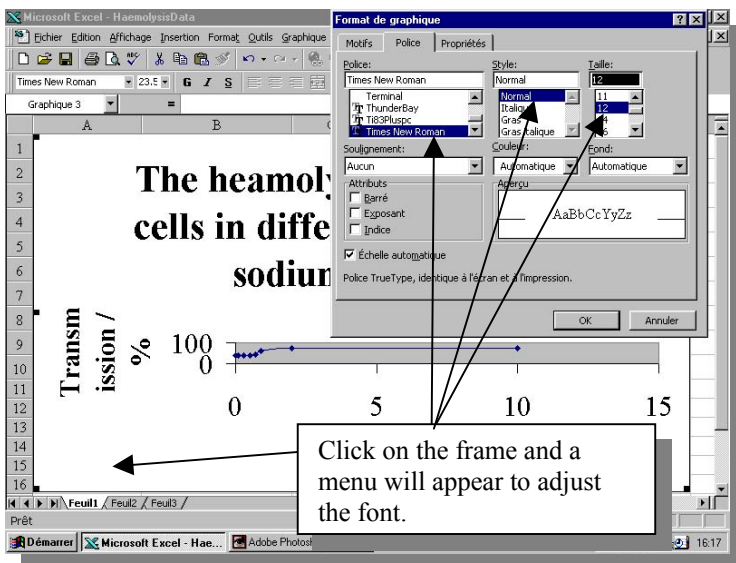 Microsoft Excel - HaemolysisData
Fichier Edition Affichage Insertion Format Outils Graphique
Times New Roman 23.5 G I S
Graphique 3 =
A B
1
2
3
4
5
6
7
8
9
10
11
12
13
14
15
16
The heamoly
cells in diffe
sodiun
Transm
ission /
%
100
0
0 5 10 15
Format de graphique
Motifs Police Propriétés
Police: Style: Taille:
Times New Roman Normal 12
Terminal Normal 11
ThunderBay Italique 12
Ti83Pluspc Gras
Times New Roman Gras italique
Soulignement: Couleur: Fond:
Aucun Automatique Automatique
Attributs Aperçu
Barré
Exposant AaBbCcYyZz
Indice
Échelle automatique
Police TrueType, identique à l'écran et à l'impression.
OK Annuler
Click on the frame and a
menu will appear to adjust
the font.
Feuil1 Feuil2 Feuil3
Prêt
Démarrer Microsoft Excel - Hae... Adobe Photosh 16:17